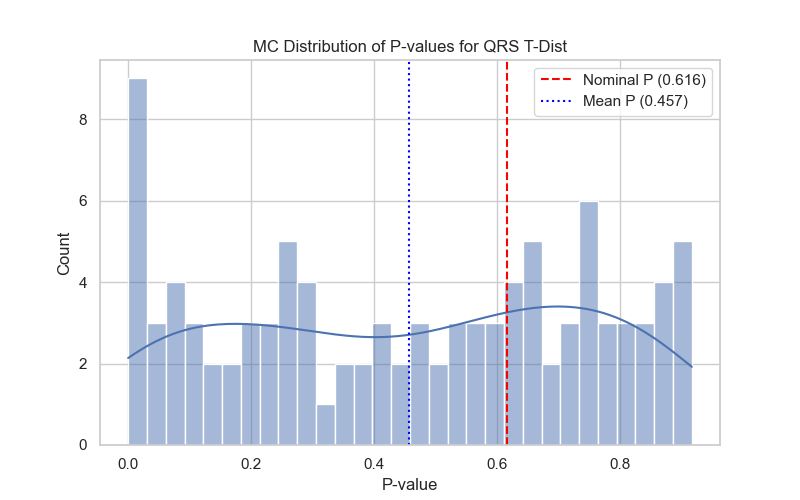 MC Distribution of P-values for QRS T-Dist
Nominal P (0.616)
Mean P (0.457)
Count
8
6
4
2
0
0.0 0.2 0.4 0.6 0.8
P-value